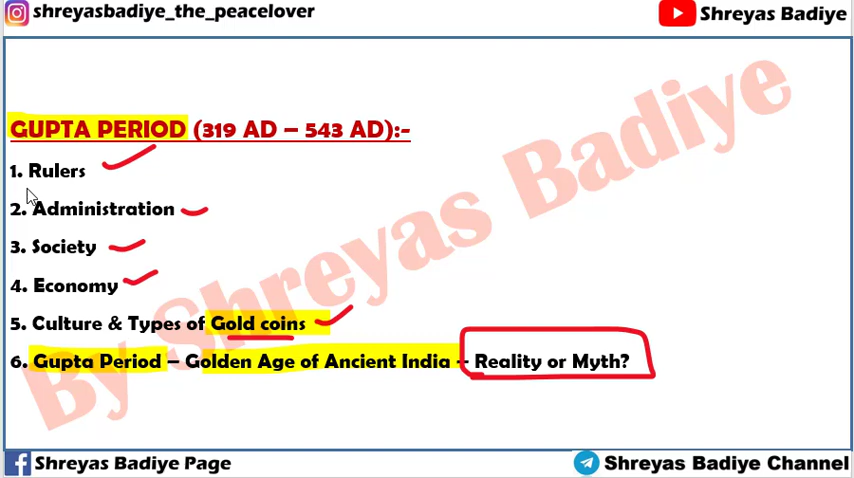 shreyasbadiye_the_peacelover
Shreyas Badiye
GUPTA PERIOD (319 AD – 543 AD):-
1. Rulers
2. Administration
3. Society
4. Economy
5. Culture & Types of Gold coins
6. Gupta Period – Golden Age of Ancient India – Reality or Myth?
By Shreyas Badiye
Shreyas Badiye Page
Shreyas Badiye Channel